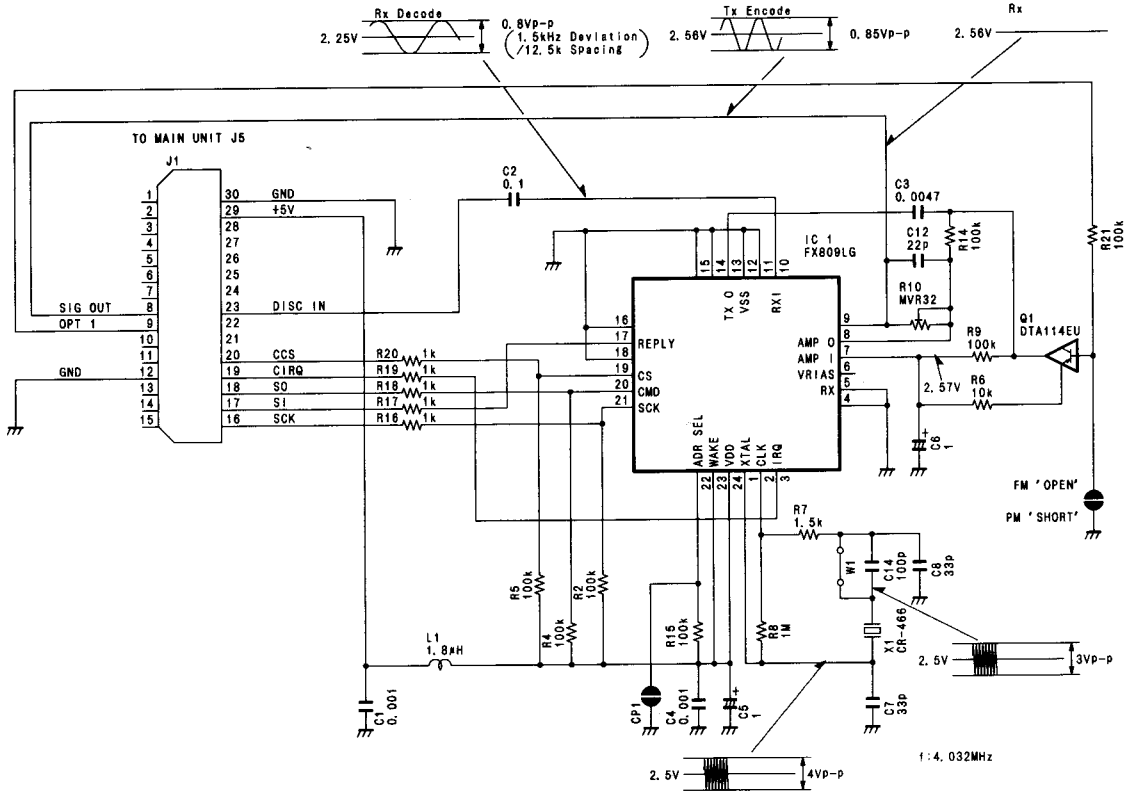 Rx Decode
2.25V
0.8Vp-p
(1.5kHz Deviation
/12.5k Spacing)
Tx Encode
2.56V
0.85Vp-p
Rx
2.56V
TO MAIN UNIT J5
J1
1
2
3
4
5
6
7
8
9
10
11
12
13
14
15
30
29
28
27
26
25
24
23
22
21
20
19
18
17
16
GND
+5V
DISC IN
SIG OUT
OPT 1
GND
CCS
CIRQ
SO
SI
SCK
R20 1k
R19 1k
R18 1k
R17 1k
R16 1k
C2
0.1
C3
0.0047
C12
22p
R14
100k
R21
100k
IC 1
FX809LG
15
14
13
12
11
10
TX O
VSS
RXI
16
17
18
19
20
21
REPLY
CS
CMD
SCK
9
8
7
6
5
4
AMP O
AMP I
VRIAS
RX
ADR SEL
WAKE
VDD
XTAL
CLK
IRQ
22
23
24
1
2
3
R10
MVR32
R9
100k
Q1
DTA114EU
2.57V
R6
10k
C6
1
+
FM 'OPEN'
PM 'SHORT'
R7
1.5k
W1
C14
100p
C8
33p
R5
100k
R4
100k
R2
100k
R15
100k
R8
1M
X1
CR-466
L1
1.8μH
C1
0.001
CP1
C4
0.001
C5
1
+
C7
33p
2.5V
3Vp-p
2.5V
4Vp-p
f:4.032MHz